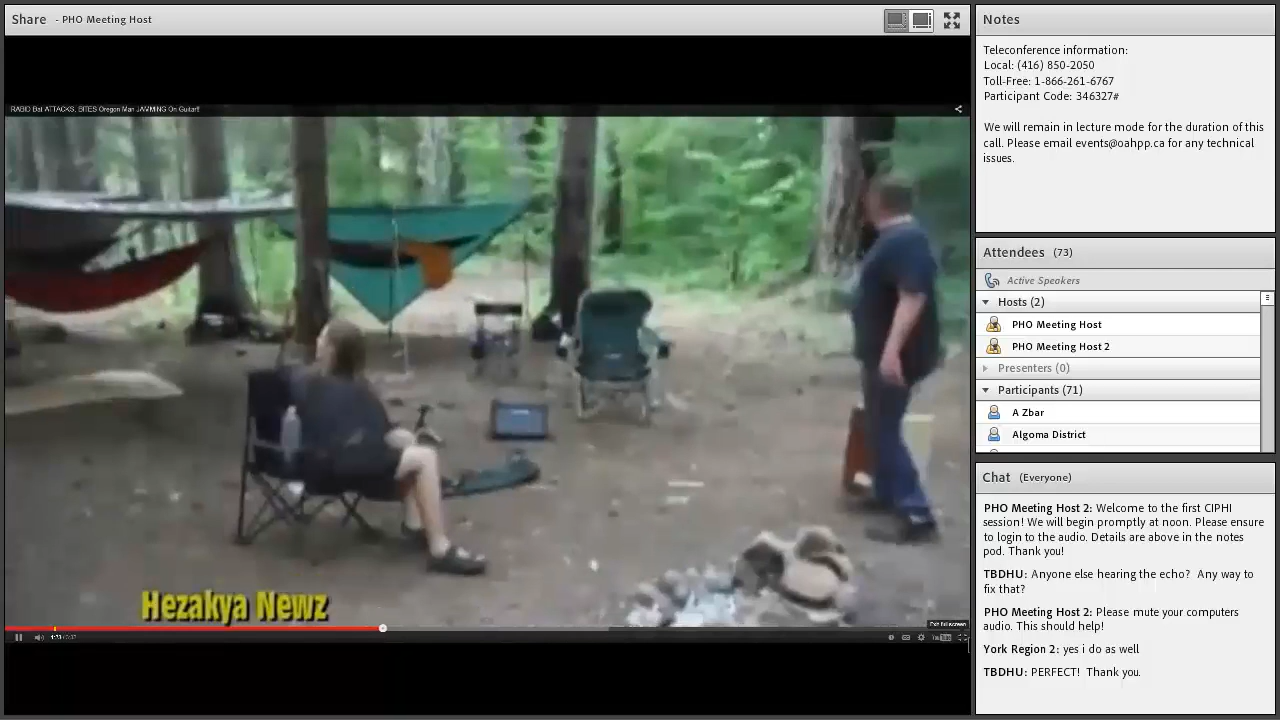 Share - PHO Meeting Host
RABID Bat ATTACKS, BITES Oregon Man JAMMING On Guitar!!
Hezakya Newz
Exit full screen
Notes
Teleconference information:
Local: (416) 850-2050
Toll-Free: 1-866-261-6767
Participant Code: 346327#
We will remain in lecture mode for the duration of this
call. Please email events@oahpp.ca for any technical
issues.
Attendees (73)
Active Speakers
Hosts (2)
PHO Meeting Host
PHO Meeting Host 2
Presenters (0)
Participants (71)
A Zbar
Algoma District
Chat (Everyone)
PHO Meeting Host 2: Welcome to the first CIPHI
session! We will begin promptly at noon. Please ensure
to login to the audio. Details are above in the notes
pod. Thank you!
TBDHU: Anyone else hearing the echo? Any way to
fix that?
PHO Meeting Host 2: Please mute your computers
audio. This should help!
York Region 2: yes i do as well
TBDHU: PERFECT! Thank you.